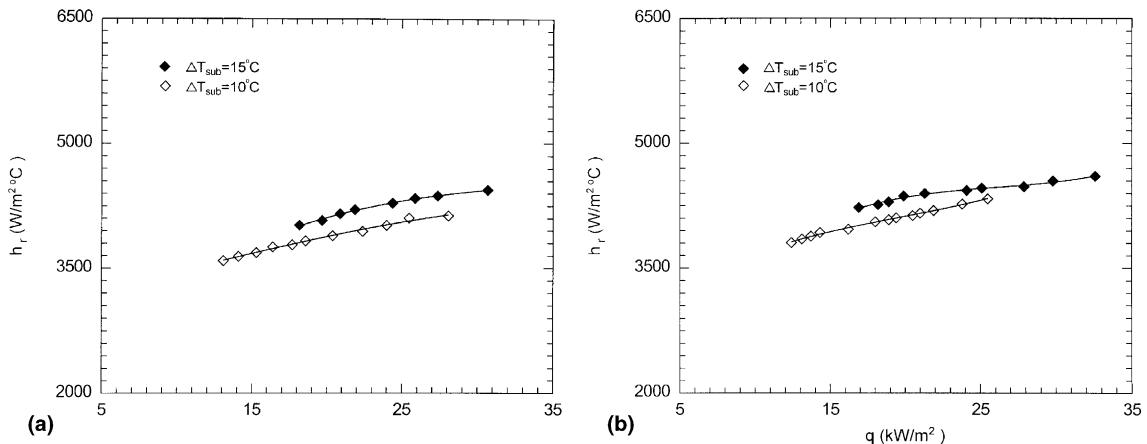 6500
5000
3500
2000
h_r (W/m² °C)
◆ ΔT_sub=15°C
◇ ΔT_sub=10°C
5 15 25 35
(a)
6500
5000
3500
2000
h_r (W/m² °C)
◆ ΔT_sub=15°C
◇ ΔT_sub=10°C
5 15 25 35
q (kW/m²)
(b)